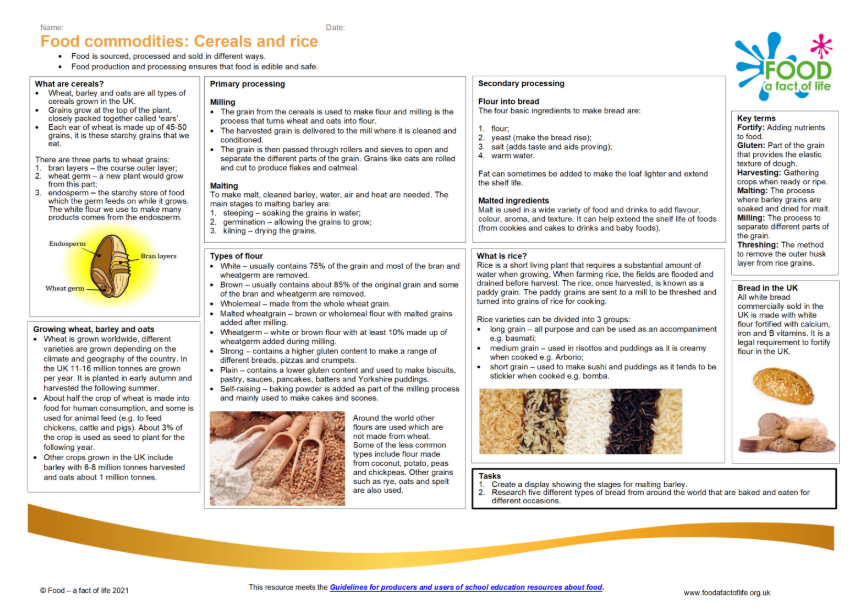 Name:
Date:
Food commodities: Cereals and rice
• Food is sourced, processed and sold in different ways.
• Food production and processing ensures that food is edible and safe.
FOOD
a fact of life
What are cereals?
• Wheat, barley and oats are all types of
cereals grown in the UK.
• Grains grow at the top of the plant,
closely packed together called 'ears'.
• Each ear of wheat is made up of 45-50
grains, it is these starchy grains that we
eat.
There are three parts to wheat grains:
1. bran layers – the course outer layer;
2. wheat germ – a new plant would grow
from this part;
3. endosperm – the starchy store of food
which the germ feeds on while it grows.
The white flour we use to make many
products comes from the endosperm.
Endosperm
Bran layers
Wheat germ
Growing wheat, barley and oats
• Wheat is grown worldwide, different
varieties are grown depending on the
climate and geography of the country. In
the UK 11-16 million tonnes are grown
per year. It is planted in early autumn and
harvested the following summer.
• About half the crop of wheat is made into
food for human consumption, and some is
used for animal feed (e.g. to feed
chickens, cattle and pigs). About 3% of
the crop is used as seed to plant for the
following year.
• Other crops grown in the UK include
barley with 6-8 million tonnes harvested
and oats about 1 million tonnes.
Primary processing
Milling
• The grain from the cereals is used to make flour and milling is the
process that turns wheat and oats into flour.
• The harvested grain is delivered to the mill where it is cleaned and
conditioned.
• The grain is then passed through rollers and sieves to open and
separate the different parts of the grain. Grains like oats are rolled
and cut to produce flakes and oatmeal.
Malting
To make malt, cleaned barley, water, air and heat are needed. The
main stages to malting barley are:
1. steeping – soaking the grains in water;
2. germination – allowing the grains to grow;
3. kilning – drying the grains.
Types of flour
• White – usually contains 75% of the grain and most of the bran and
wheatgerm are removed.
• Brown – usually contains about 85% of the original grain and some
of the bran and wheatgerm are removed.
• Wholemeal – made from the whole wheat grain.
• Malted wheatgrain – brown or wholemeal flour with malted grains
added after milling.
• Wheatgerm – white or brown flour with at least 10% made up of
wheatgerm added during milling.
• Strong – contains a higher gluten content to make a range of
different breads, pizzas and crumpets.
• Plain – contains a lower gluten content and used to make biscuits,
pastry, sauces, pancakes, batters and Yorkshire puddings.
• Self-raising – baking powder is added as part of the milling process
and mainly used to make cakes and scones.
Around the world other
flours are used which are
not made from wheat.
Some of the less common
types include flour made
from coconut, potato, peas
and chickpeas. Other grains
such as rye, oats and spelt
are also used.
Secondary processing
Flour into bread
The four basic ingredients to make bread are:
1. flour;
2. yeast (make the bread rise);
3. salt (adds taste and aids proving);
4. warm water.
Fat can sometimes be added to make the loaf lighter and extend
the shelf life.
Malted ingredients
Malt is used in a wide variety of food and drinks to add flavour,
colour, aroma, and texture. It can help extend the shelf life of foods
(from cookies and cakes to drinks and baby foods).
What is rice?
Rice is a short living plant that requires a substantial amount of
water when growing. When farming rice, the fields are flooded and
drained before harvest. The rice, once harvested, is known as a
paddy grain. The paddy grains are sent to a mill to be threshed and
turned into grains of rice for cooking.
Rice varieties can be divided into 3 groups:
• long grain – all purpose and can be used as an accompaniment
e.g. basmati;
• medium grain – used in risottos and puddings as it is creamy
when cooked e.g. Arborio;
• short grain – used to make sushi and puddings as it tends to be
stickier when cooked e.g. bomba.
Key terms
Fortify: Adding nutrients
to food.
Gluten: Part of the grain
that provides the elastic
texture of dough.
Harvesting: Gathering
crops when ready or ripe.
Malting: The process
where barley grains are
soaked and dried for malt.
Milling: The process to
separate different parts of
the grain.
Threshing: The method
to remove the outer husk
layer from rice grains.
Bread in the UK
All white bread
commercially sold in the
UK is made with white
flour fortified with calcium,
iron and B vitamins. It is a
legal requirement to fortify
flour in the UK.
Tasks
1. Create a display showing the stages for malting barley.
2. Research five different types of bread from around the world that are baked and eaten for
different occasions.
© Food – a fact of life 2021
This resource meets the Guidelines for producers and users of school education resources about food.
www.foodafactoflife.org.uk